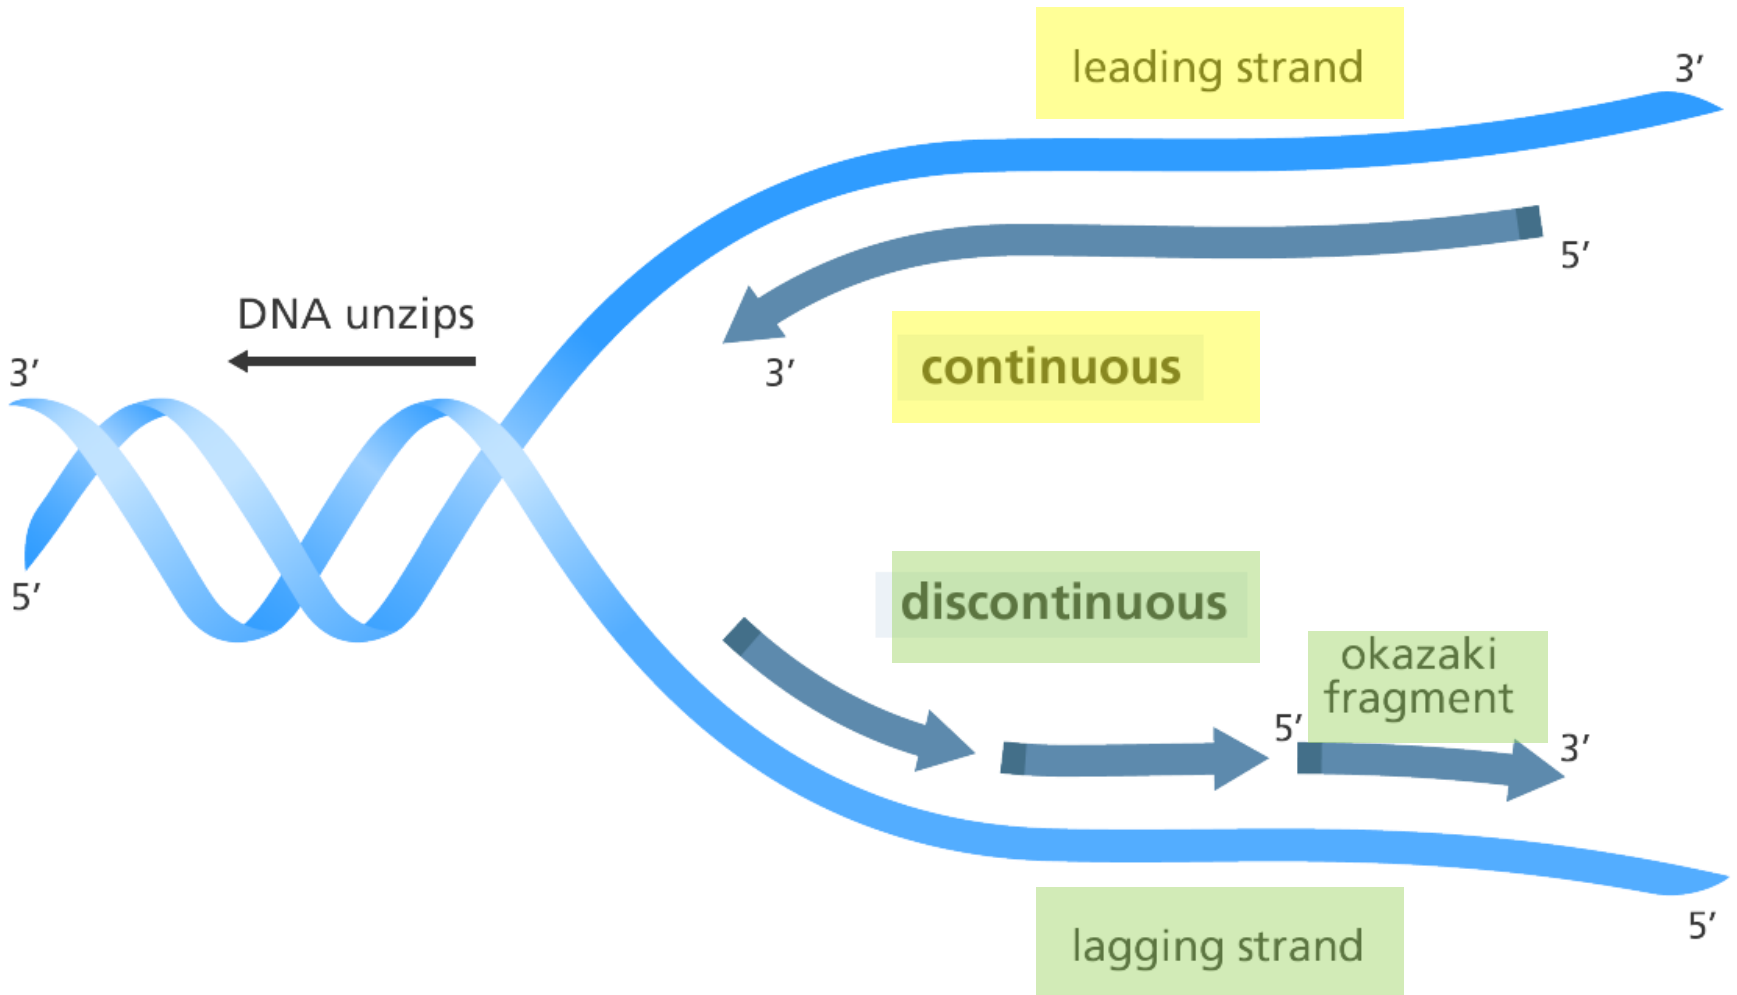 leading strand
3’
5’
DNA unzips
3’
3’
continuous
5’
discontinuous
okazaki
fragment
5’
3’
5’
lagging strand